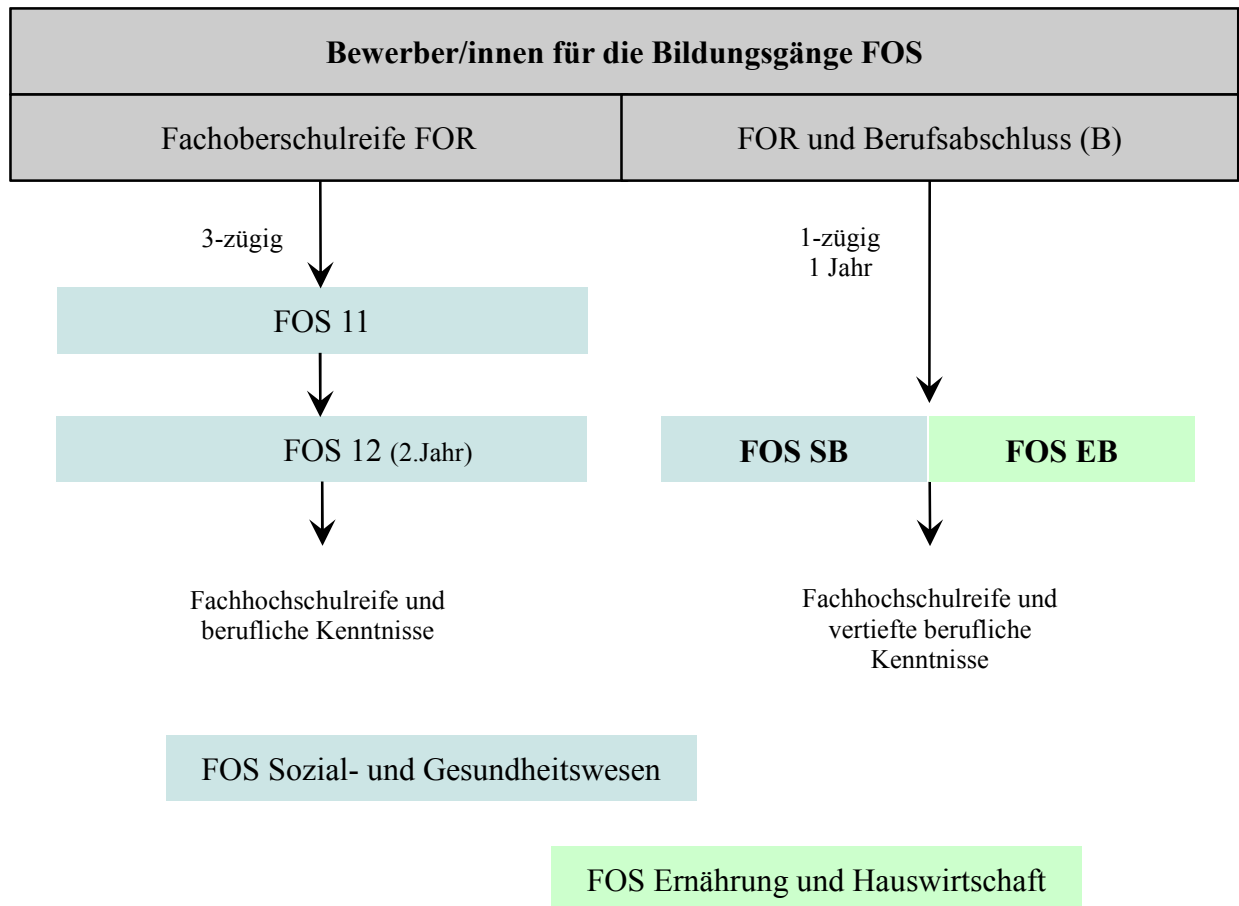 Bewerber/innen für die Bildungsgänge FOS
Fachoberschulreife FOR
FOR und Berufsabschluss (B)
3-zügig
1-zügig
1 Jahr
FOS 11
FOS 12 (2.Jahr)
FOS SB
FOS EB
Fachhochschulreife und
berufliche Kenntnisse
Fachhochschulreife und
vertiefte berufliche
Kenntnisse
FOS Sozial- und Gesundheitswesen
FOS Ernährung und Hauswirtschaft